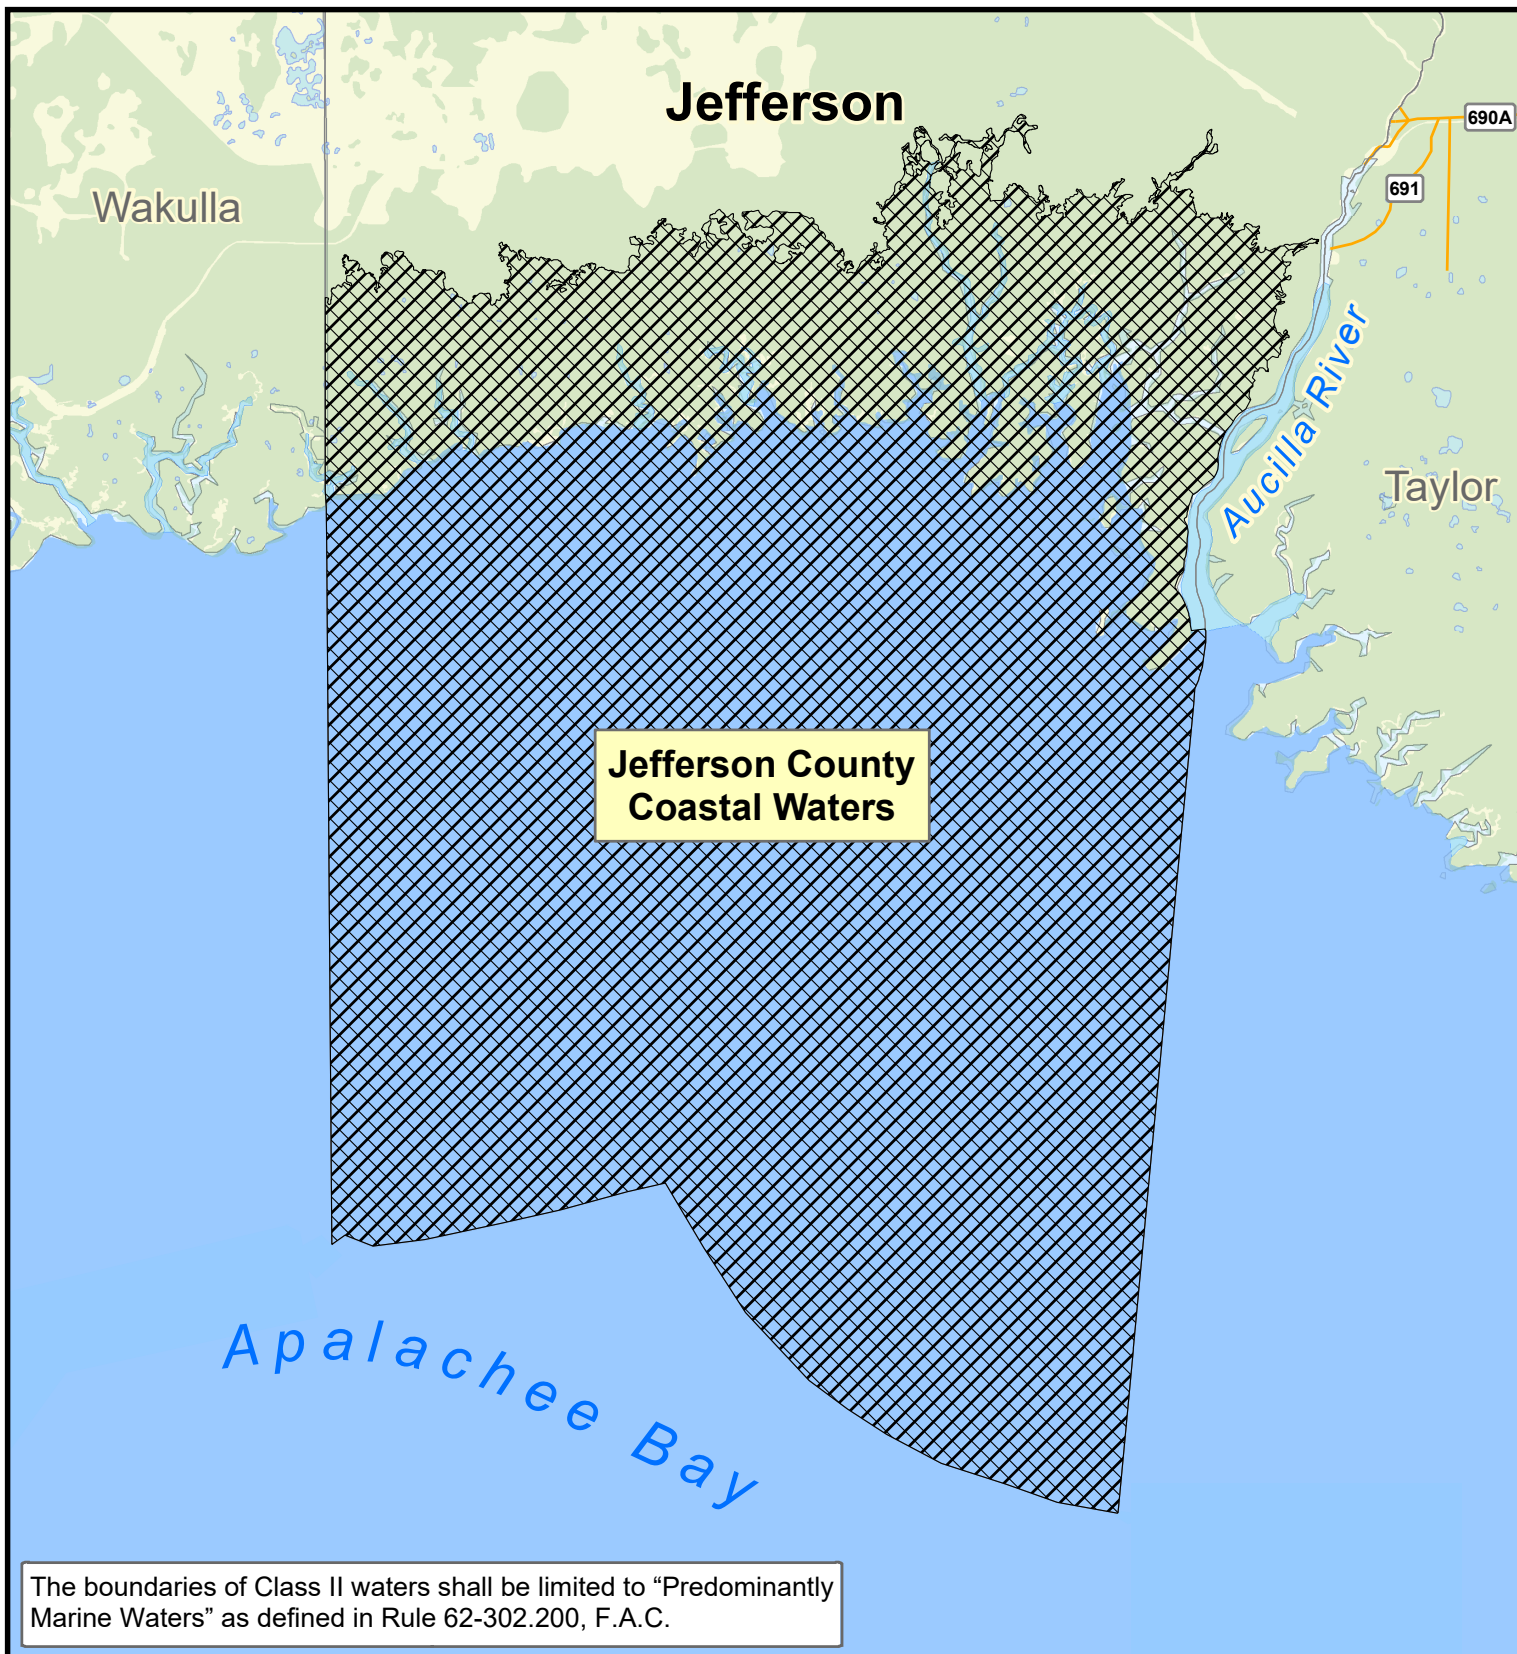 Jefferson
690A
691
Wakulla
Aucilla River
Taylor
Jefferson County
Coastal Waters
Apalachee Bay
The boundaries of Class II waters shall be limited to “Predominantly
Marine Waters” as defined in Rule 62-302.200, F.A.C.